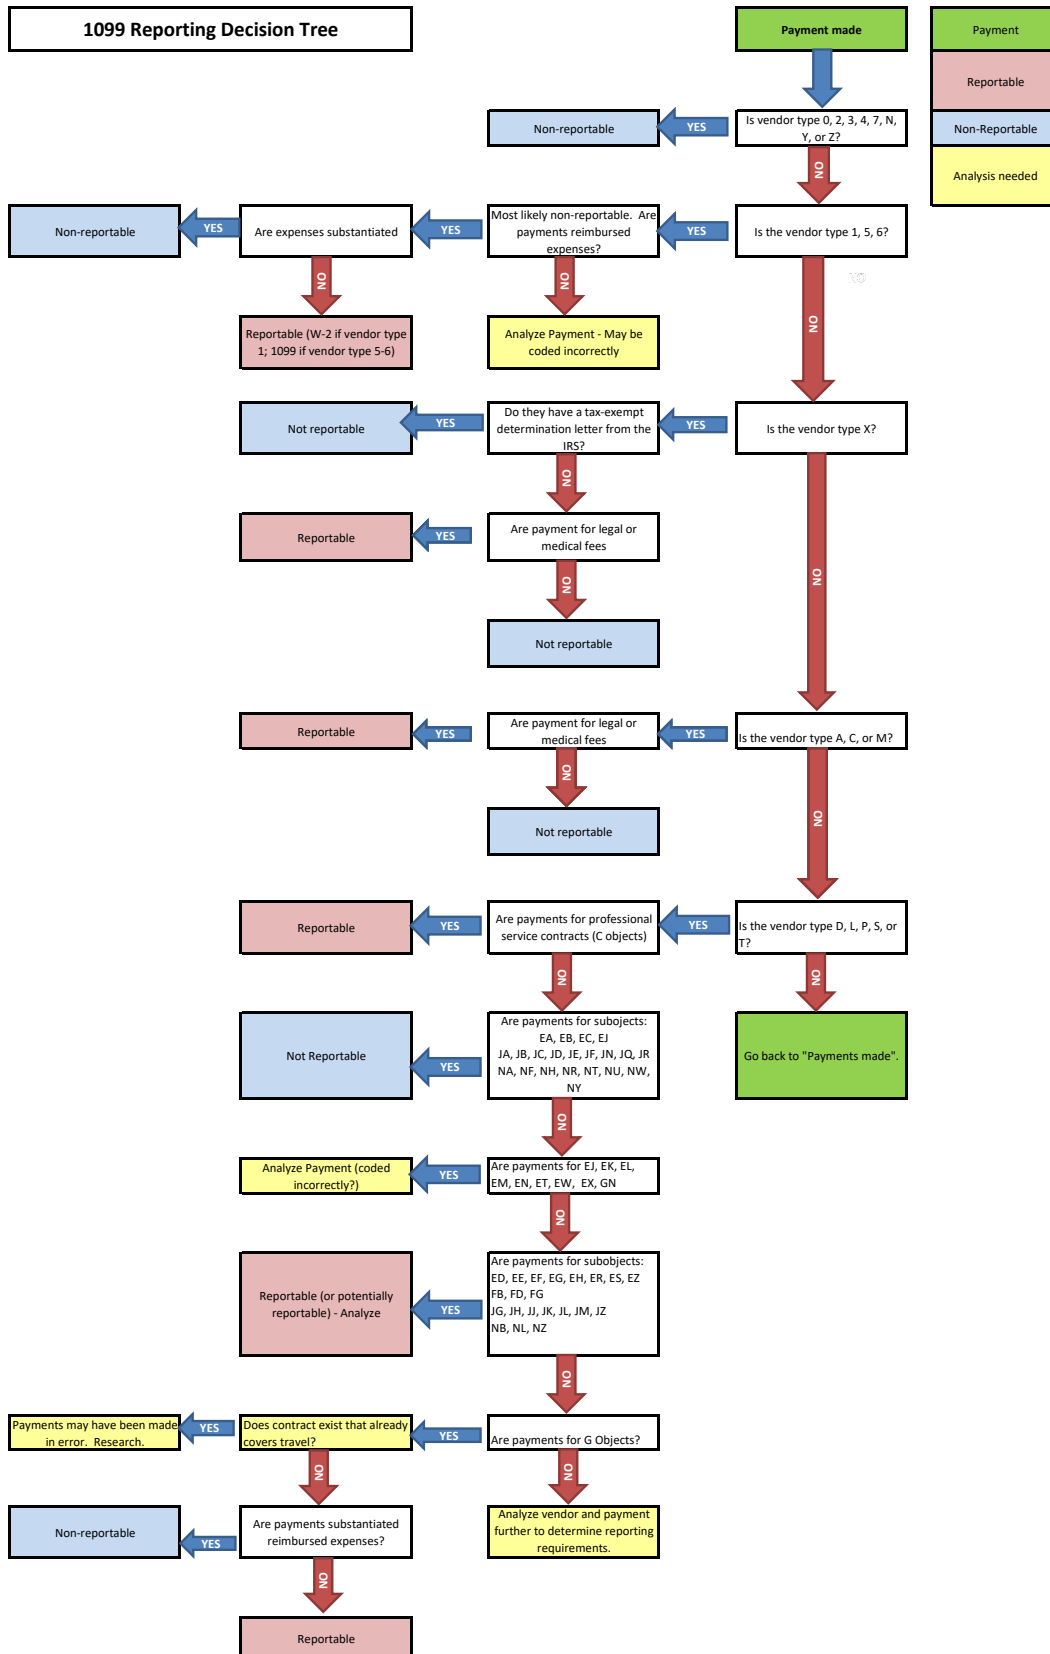 1099 Reporting Decision Tree
Payment made
Payment
Reportable
Non-Reportable
Analysis needed
Is vendor type 0, 2, 3, 4, 7, N,
Y, or Z?
YES
Non-reportable
NO
Is the vendor type 1, 5, 6?
YES
Most likely non-reportable.  Are
payments reimbursed
expenses?
YES
Are expenses substantiated
YES
Non-reportable
NO
NO
NO
NO
Reportable (W-2 if vendor type
1; 1099 if vendor type 5-6)
Analyze Payment - May be
coded incorrectly
Is the vendor type X?
YES
Do they have a tax-exempt
determination letter from the
IRS?
YES
Not reportable
NO
NO
Are payment for legal or
medical fees
YES
Reportable
NO
Not reportable
Is the vendor type A, C, or M?
YES
Are payment for legal or
medical fees
YES
Reportable
NO
NO
Not reportable
Is the vendor type D, L, P, S, or
T?
YES
Are payments for professional
service contracts (C objects)
YES
Reportable
NO
NO
Go back to "Payments made".
Are payments for subojects:
EA, EB, EC, EJ
JA, JB, JC, JD, JE, JF, JN, JQ, JR
NA, NF, NH, NR, NT, NU, NW,
NY
YES
Not Reportable
NO
Are payments for EJ, EK, EL,
EM, EN, ET, EW,  EX, GN
YES
Analyze Payment (coded
incorrectly?)
NO
Are payments for subojects:
ED, EE, EF, EG, EH, ER, ES, EZ
FB, FD, FG
JG, JH, JJ, JK, JL, JM, JZ
NB, NL, NZ
YES
Reportable (or potentially
reportable) - Analyze
NO
Are payments for G Objects?
YES
Does contract exist that already
covers travel?
YES
Payments may have been made
in error.  Research.
NO
NO
Analyze vendor and payment
further to determine reporting
requirements.
Are payments substantiated
reimbursed expenses?
YES
Non-reportable
NO
Reportable